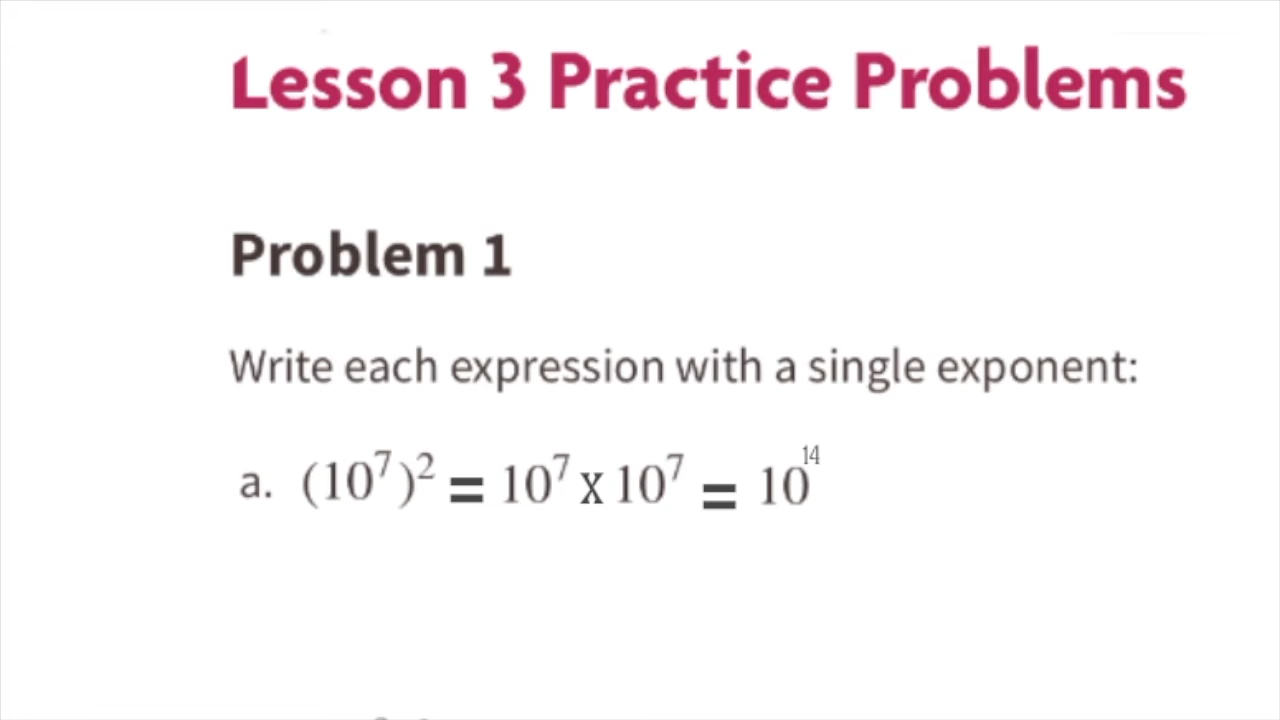 Lesson 3 Practice Problems
Problem 1
Write each expression with a single exponent:
a. (10⁷)² = 10⁷ x 10⁷ = 10¹⁴